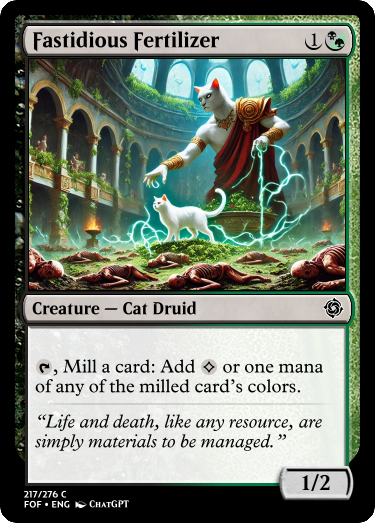 Fastidious Fertilizer 1
Creature — Cat Druid
, Mill a card: Add or one mana
of any of the milled card's colors.
“Life and death, like any resource, are
simply materials to be managed.”
1/2
217/276 C
FOF • ENG ChatGPT